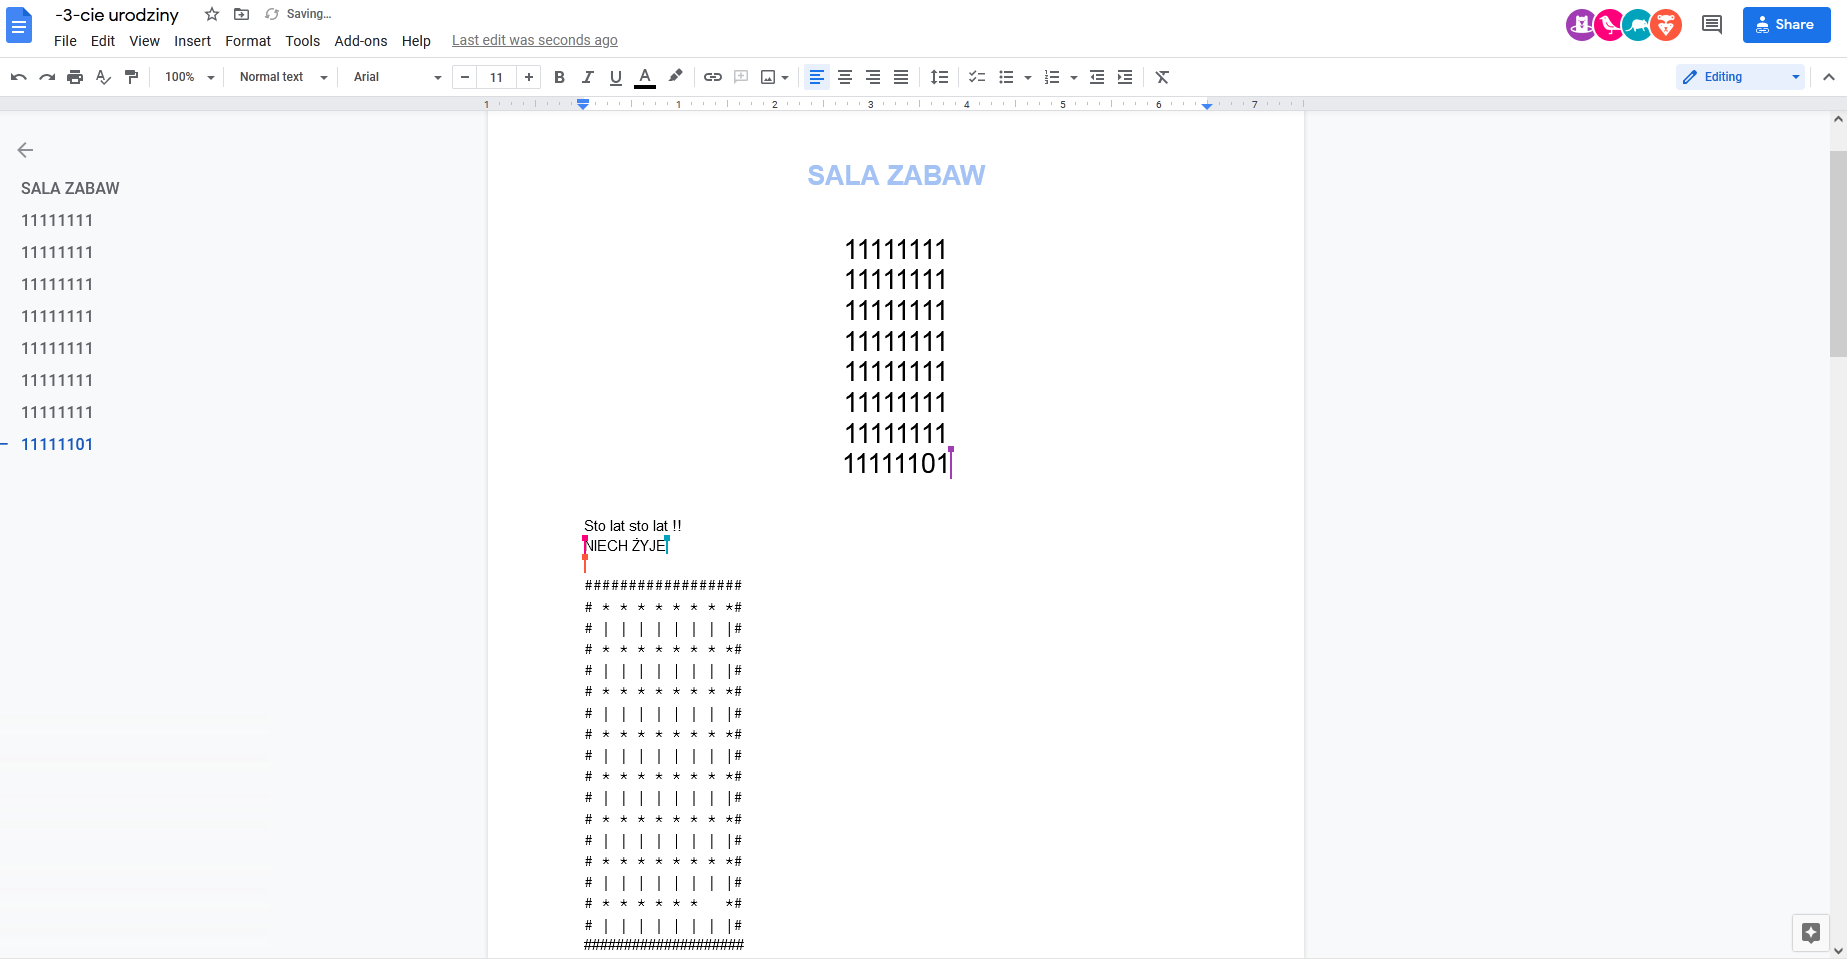 -3-cie urodziny
Saving...
File Edit View Insert Format Tools Add-ons Help Last edit was seconds ago
Share
100% Normal text Arial 11 Editing
1 1 2 3 4 5 6 7
SALA ZABAW
11111111
11111111
11111111
11111111
11111111
11111111
11111111
11111101
SALA ZABAW
11111111
11111111
11111111
11111111
11111111
11111111
11111111
11111101
Sto lat sto lat !!
NIECH ŻYJE
##################
# * * * * * * * *#
# | | | | | | | |#
# * * * * * * * *#
# | | | | | | | |#
# * * * * * * * *#
# | | | | | | | |#
# * * * * * * * *#
# | | | | | | | |#
# * * * * * * * *#
# | | | | | | | |#
# * * * * * * * *#
# | | | | | | | |#
# * * * * * * * *#
# | | | | | | | |#
# * * * * * *   *#
# | | | | | | | |#
####################